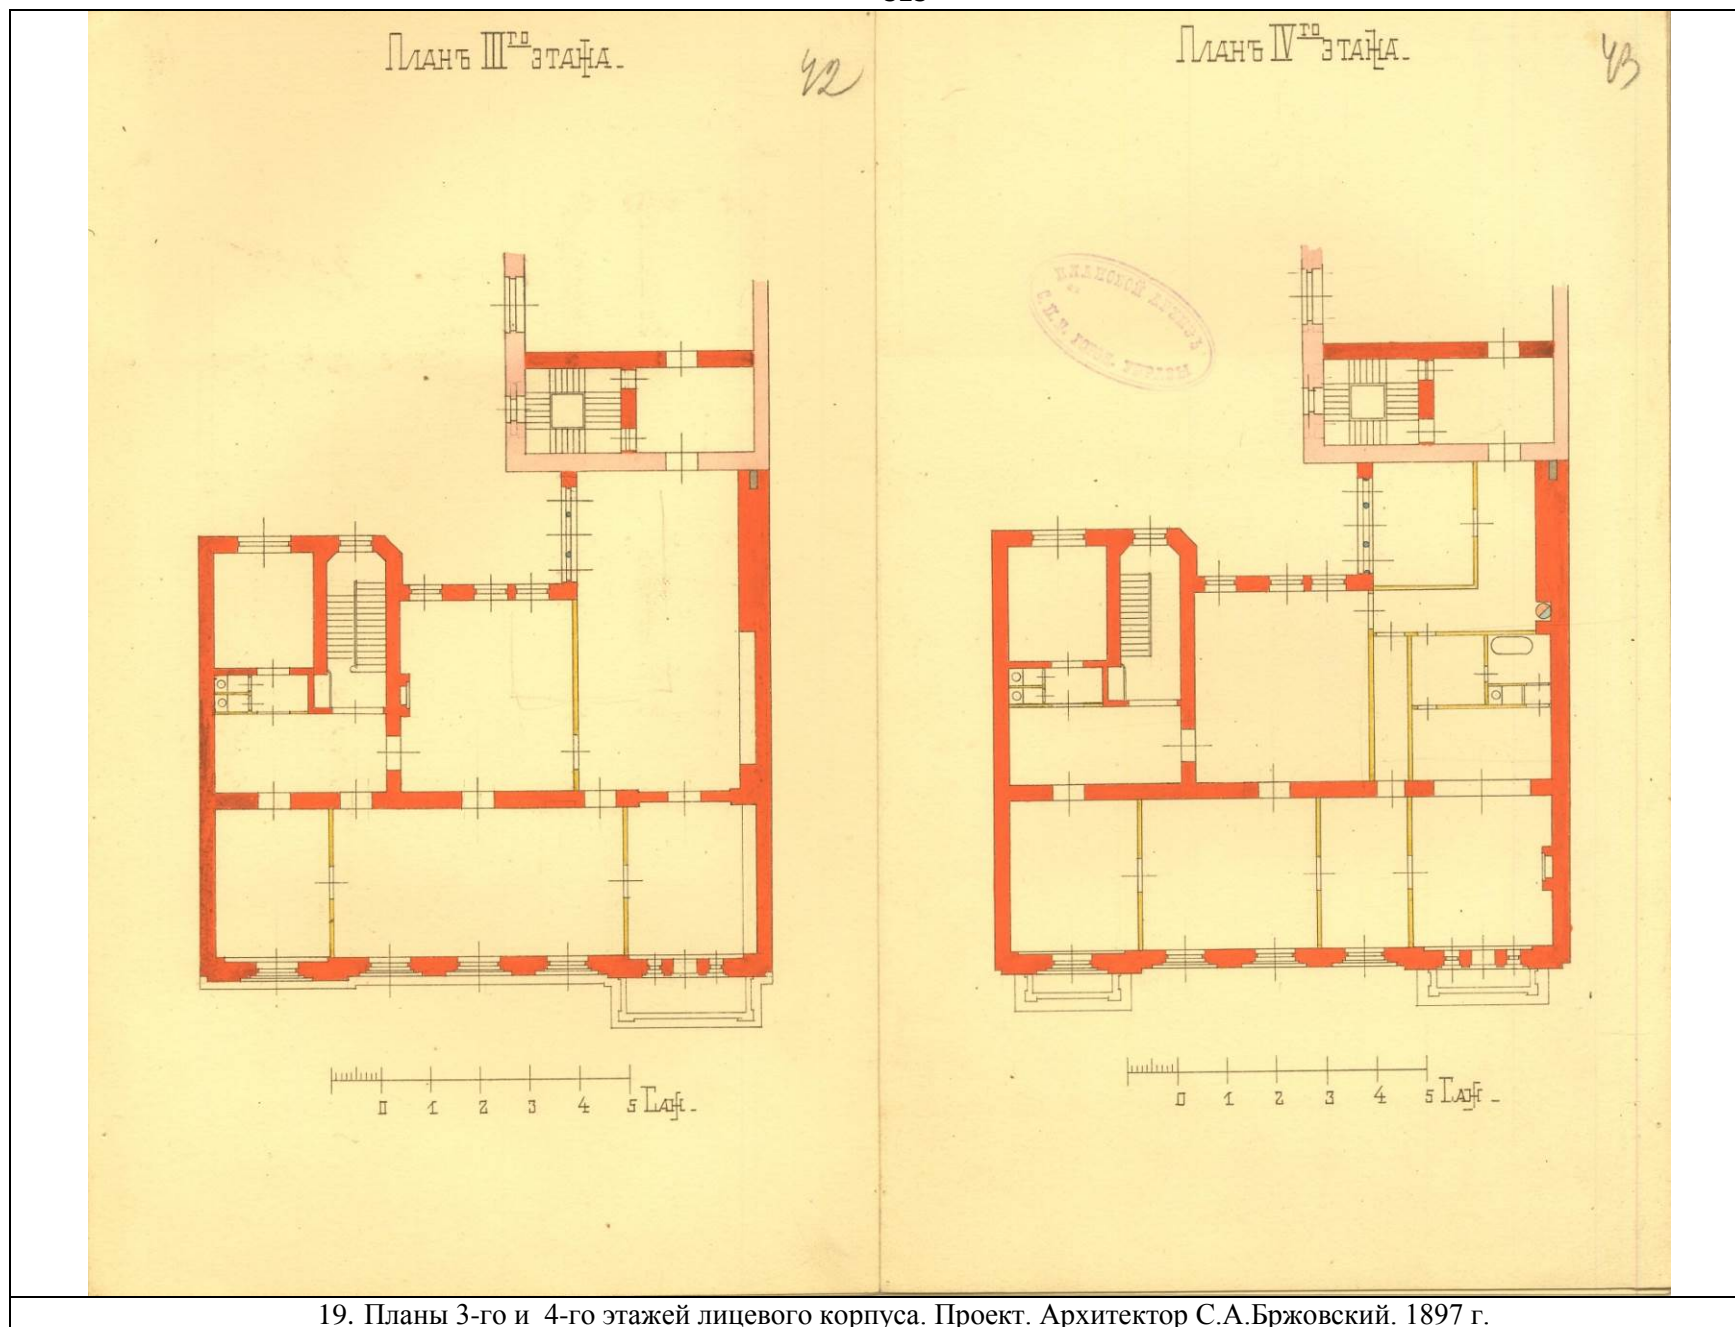 Планъ III го этажа.
42
Планъ IV го этажа.
43
0 1 2 3 4 5 Саж.
0 1 2 3 4 5 Саж.
19. Планы 3-го и 4-го этажей лицевого корпуса. Проект. Архитектор С.А.Бржовский. 1897 г.